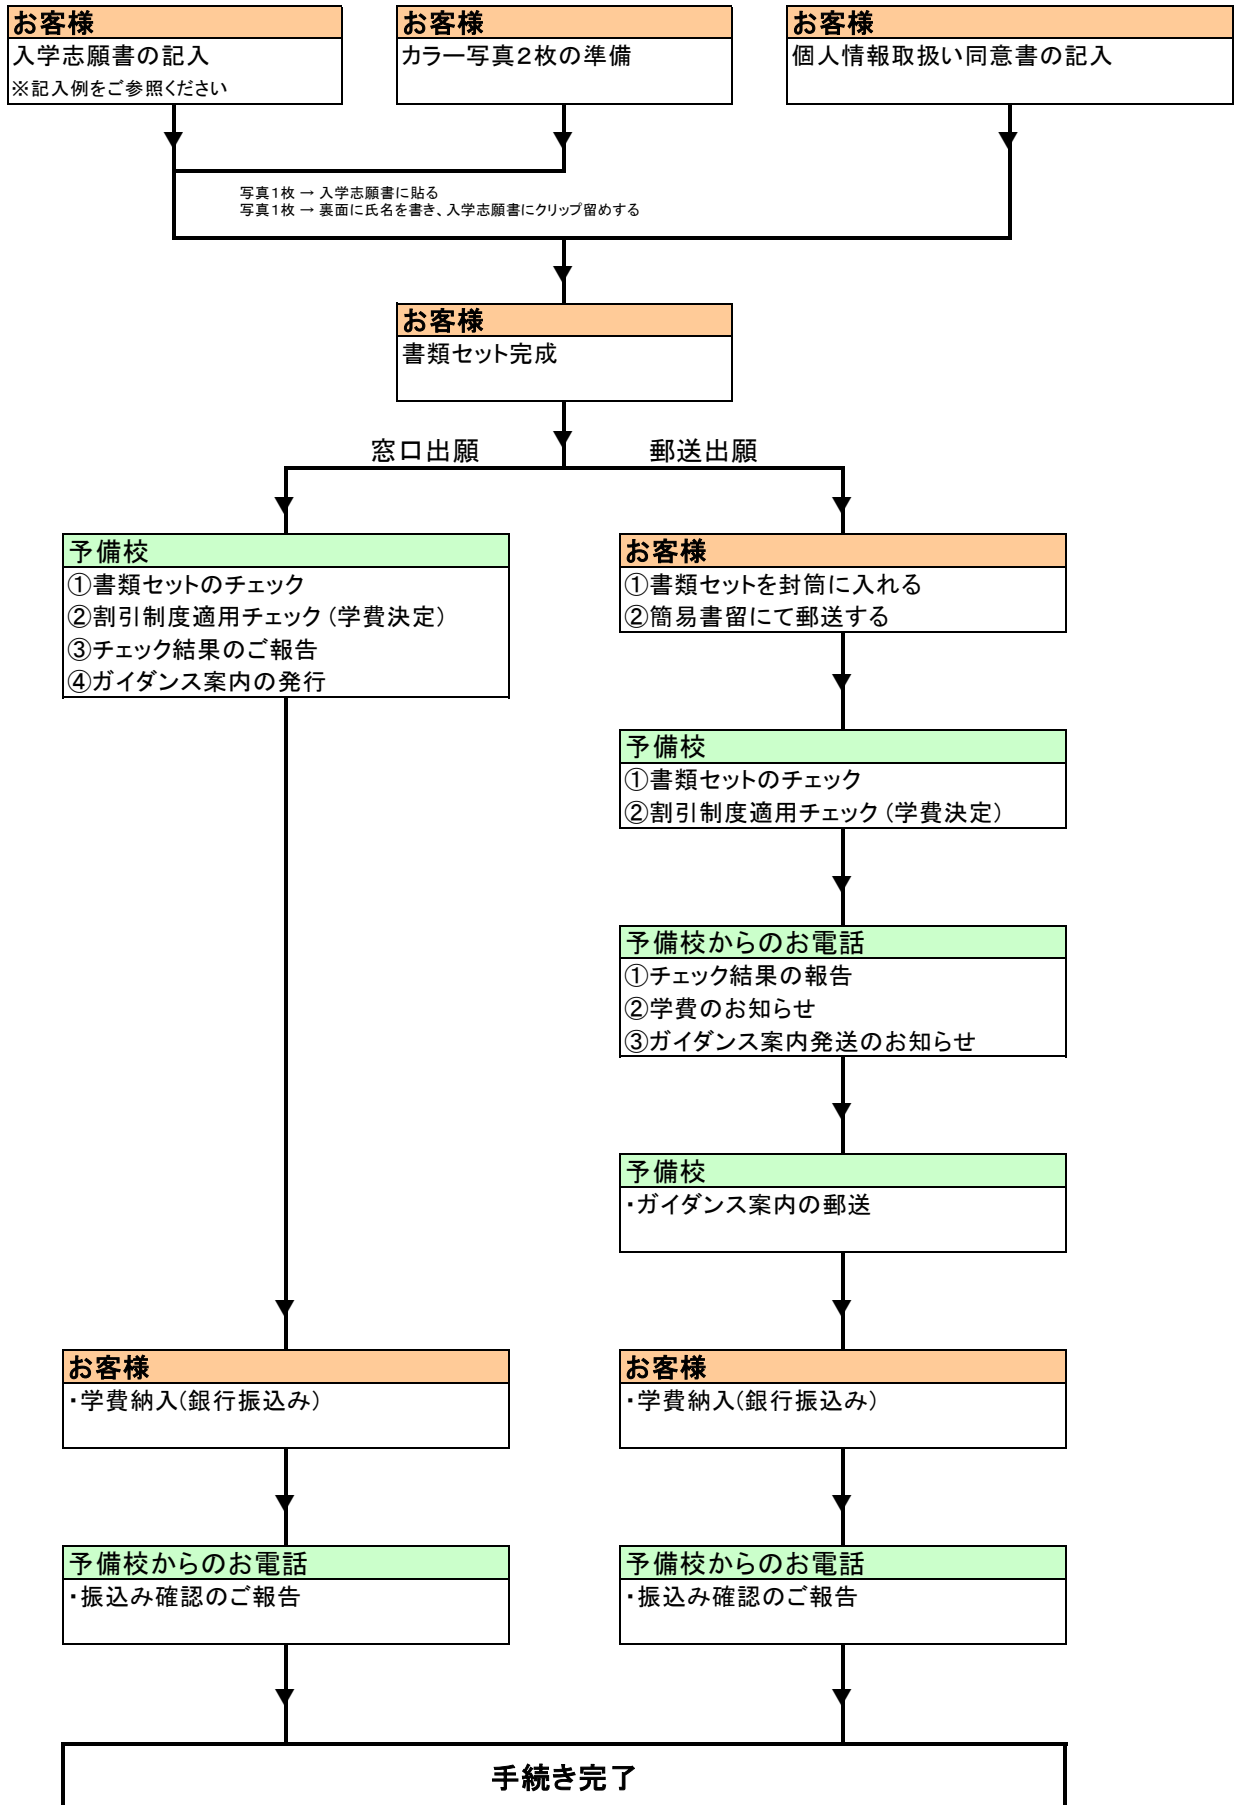 お客様
入学志願書の記入
※記入例をご参照ください
お客様
カラー写真2枚の準備
お客様
個人情報取扱い同意書の記入
写真1枚 → 入学志願書に貼る
写真1枚 → 裏面に氏名を書き、入学志願書にクリップ留めする
お客様
書類セット完成
窓口出願
郵送出願
予備校
①書類セットのチェック
②割引制度適用チェック(学費決定)
③チェック結果のご報告
④ガイダンス案内の発行
お客様
①書類セットを封筒に入れる
②簡易書留にて郵送する
予備校
①書類セットのチェック
②割引制度適用チェック(学費決定)
予備校からのお電話
①チェック結果の報告
②学費のお知らせ
③ガイダンス案内発送のお知らせ
予備校
・ガイダンス案内の郵送
お客様
・学費納入(銀行振込み)
お客様
・学費納入(銀行振込み)
予備校からのお電話
・振込み確認のご報告
予備校からのお電話
・振込み確認のご報告
手続き完了